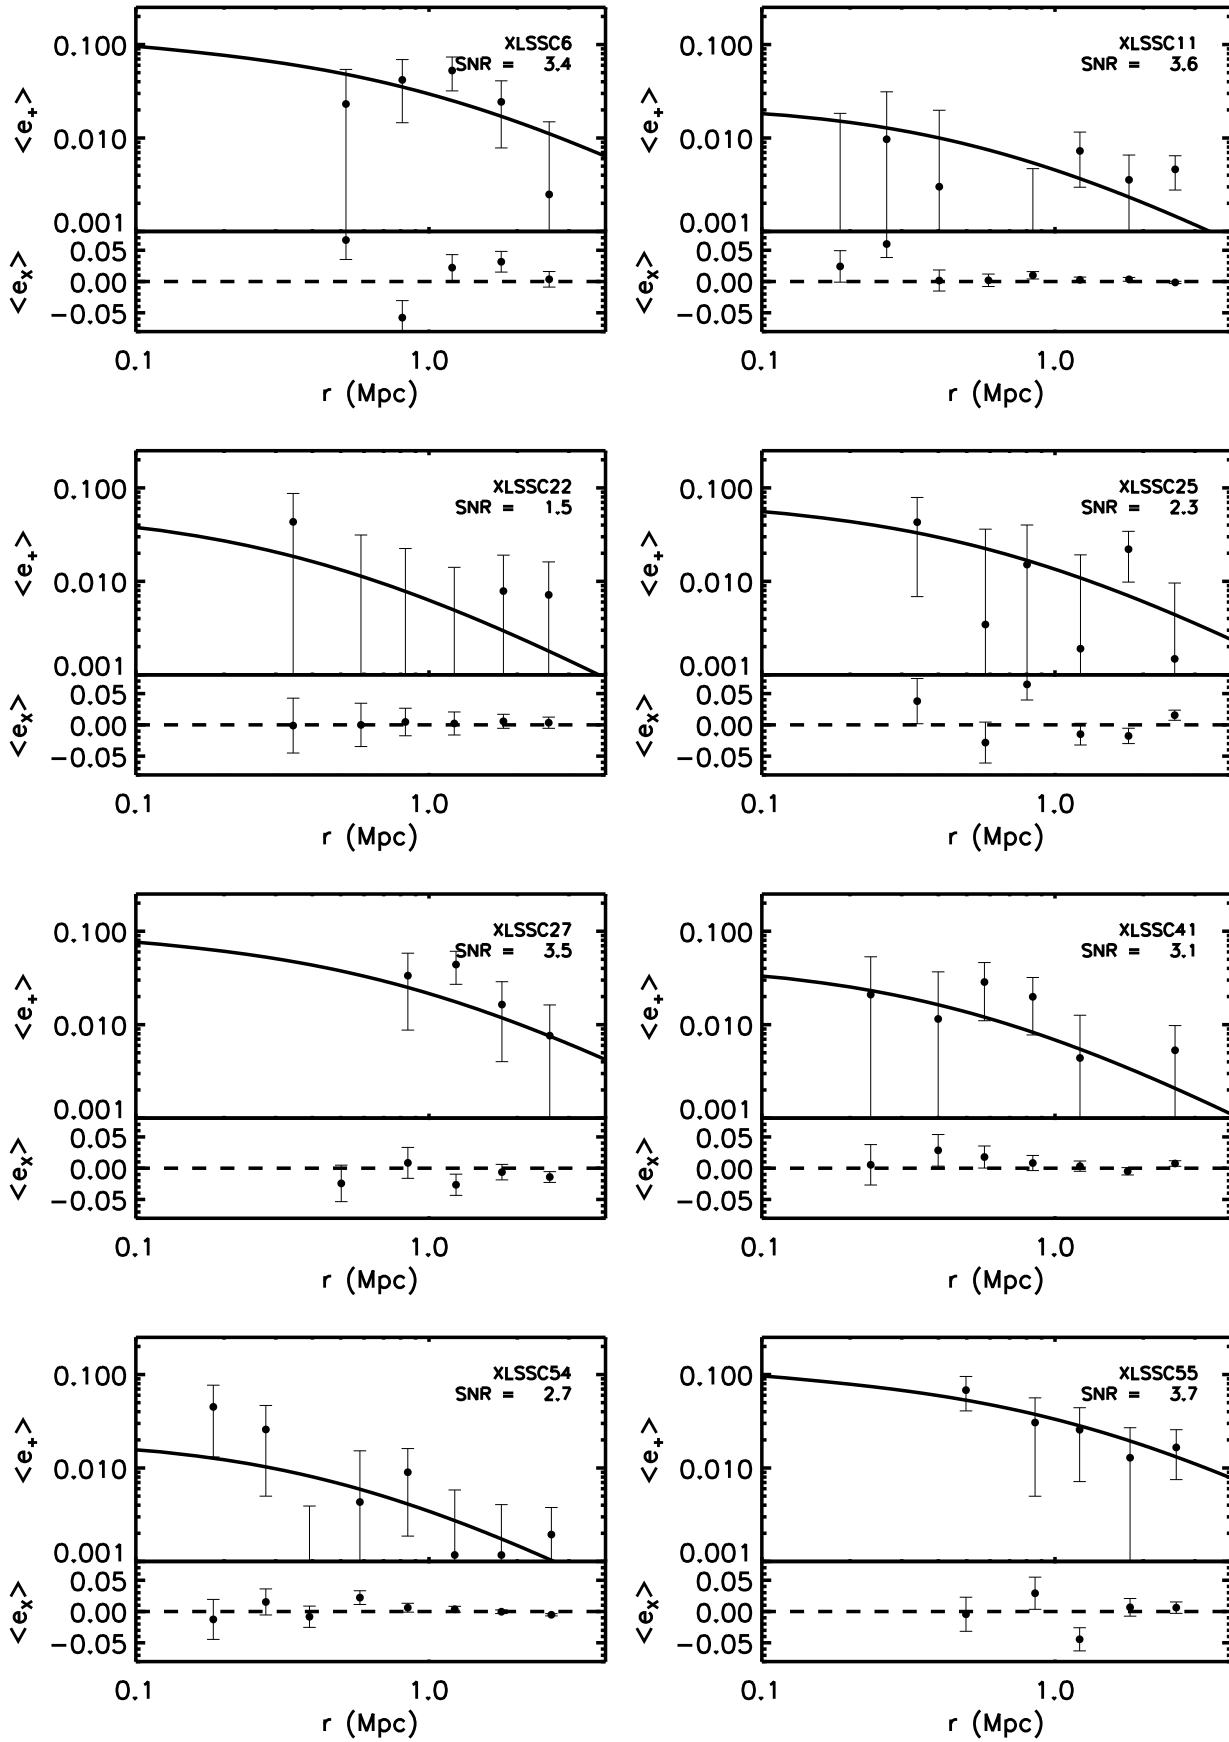 XLSSC6
SNR = 3.4
0.100
0.010
0.001
<e+>
0.05
0.00
−0.05
<ex>
0.1 1.0
r (Mpc)
XLSSC11
SNR = 3.6
0.100
0.010
0.001
<e+>
0.05
0.00
−0.05
<ex>
0.1 1.0
r (Mpc)
XLSSC22
SNR = 1.5
0.100
0.010
0.001
<e+>
0.05
0.00
−0.05
<ex>
0.1 1.0
r (Mpc)
XLSSC25
SNR = 2.3
0.100
0.010
0.001
<e+>
0.05
0.00
−0.05
<ex>
0.1 1.0
r (Mpc)
XLSSC27
SNR = 3.5
0.100
0.010
0.001
<e+>
0.05
0.00
−0.05
<ex>
0.1 1.0
r (Mpc)
XLSSC41
SNR = 3.1
0.100
0.010
0.001
<e+>
0.05
0.00
−0.05
<ex>
0.1 1.0
r (Mpc)
XLSSC54
SNR = 2.7
0.100
0.010
0.001
<e+>
0.05
0.00
−0.05
<ex>
0.1 1.0
r (Mpc)
XLSSC55
SNR = 3.7
0.100
0.010
0.001
<e+>
0.05
0.00
−0.05
<ex>
0.1 1.0
r (Mpc)